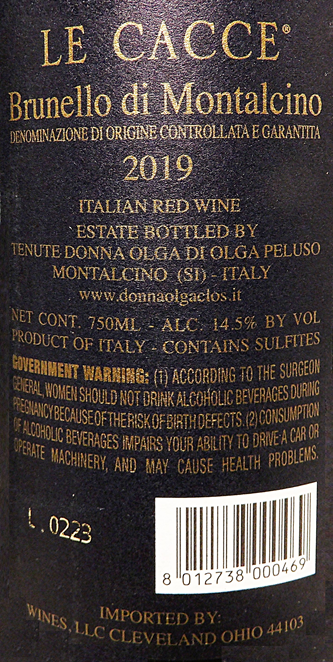 LE CACCE®
Brunello di Montalcino
DENOMINAZIONE DI ORIGINE CONTROLLATA E GARANTITA
2019
ITALIAN RED WINE
ESTATE BOTTLED BY
TENUTE DONNA OLGA DI OLGA PELUSO
MONTALCINO (SI) - ITALY
www.donnaolgaclos.it
NET CONT. 750ML - ALC. 14.5% BY VOL
PRODUCT OF ITALY - CONTAINS SULFITES
GOVERNMENT WARNING: (1) ACCORDING TO THE SURGEON
GENERAL, WOMEN SHOULD NOT DRINK ALCOHOLIC BEVERAGES DURING
PREGNANCY BECAUSE OF THE RISK OF BIRTH DEFECTS. (2) CONSUMPTION
OF ALCOHOLIC BEVERAGES IMPAIRS YOUR ABILITY TO DRIVE A CAR OR
OPERATE MACHINERY, AND MAY CAUSE HEALTH PROBLEMS.
L.0223
8 012738 000469
IMPORTED BY:
WINES, LLC CLEVELAND OHIO 44103